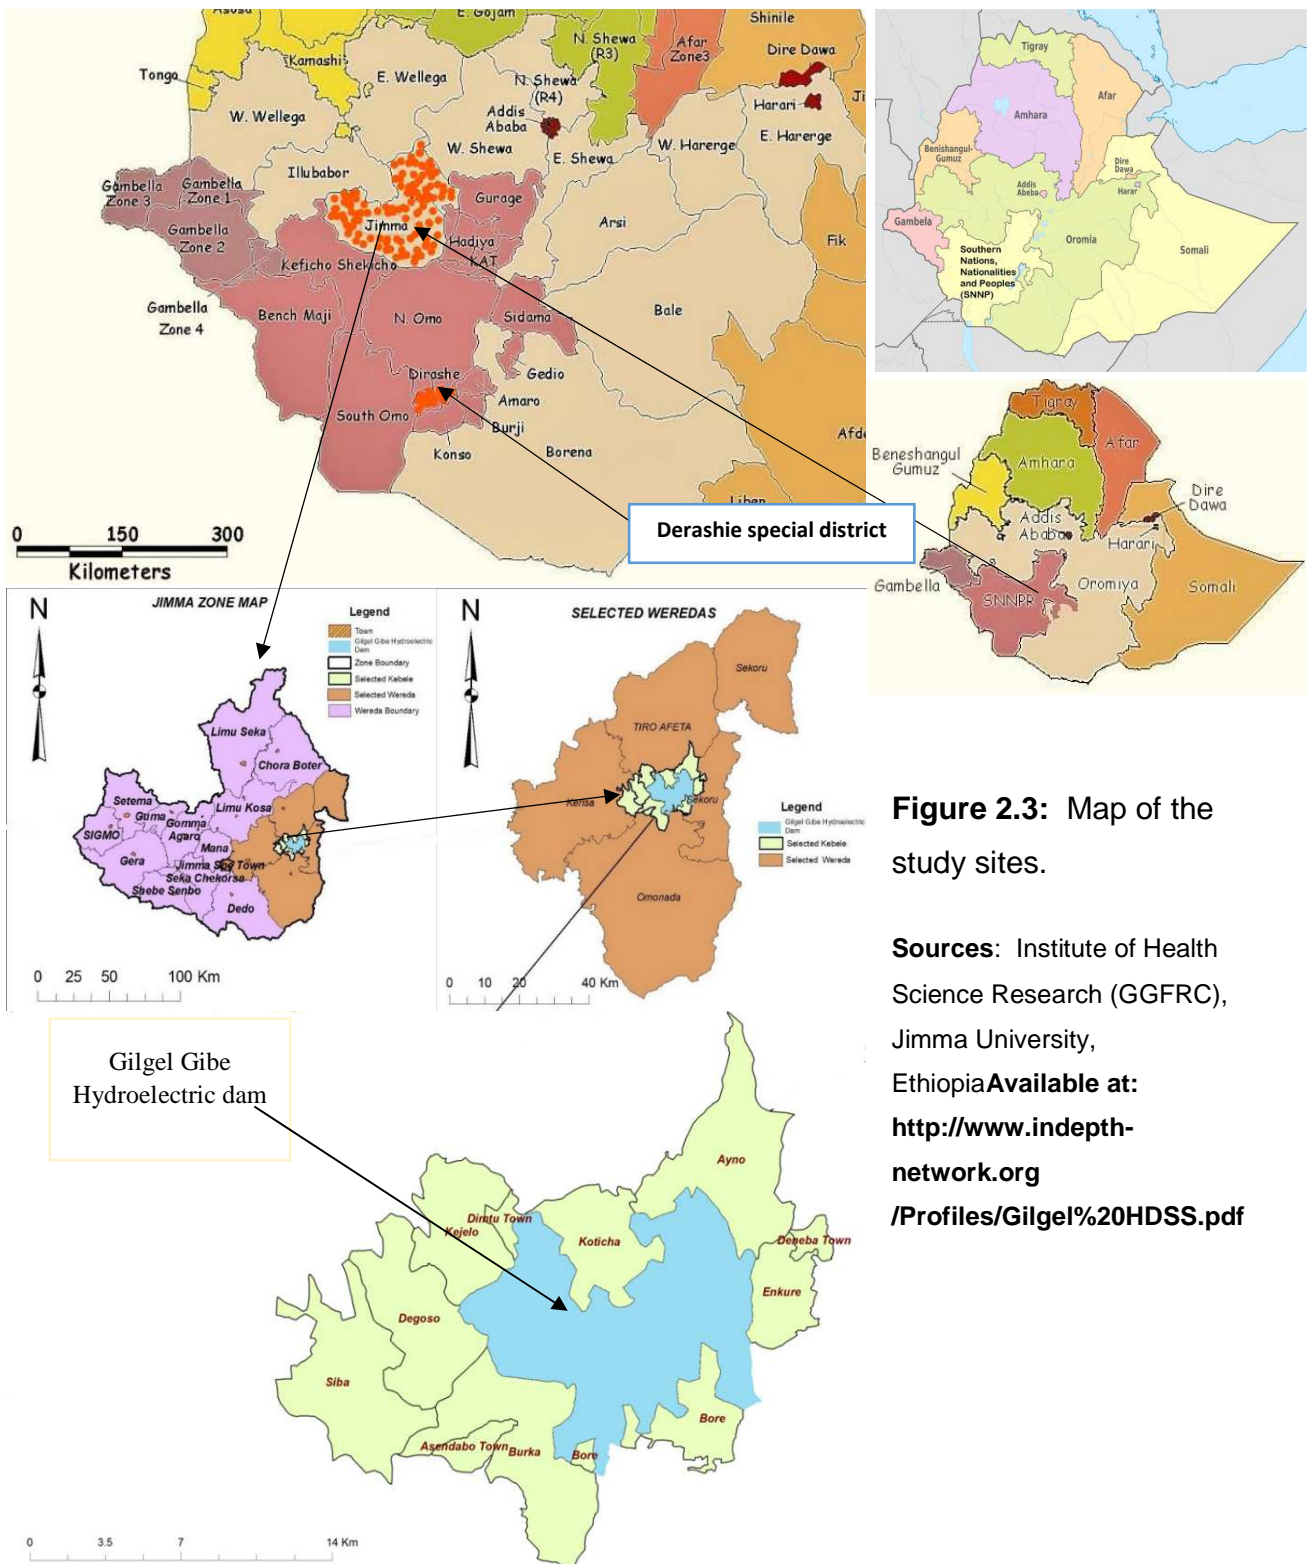 Asosa
E. Gojam
N. Shewa
(R3)
Afar
Zone3
Shinile
Dire Dawa
Tongo
Kamashi
E. Wellega
N. Shewa
(R4)
Addis
Ababa
Harari
Ji
W. Wellega
W. Shewa
E. Shewa
W. Harerge
E. Harerge
Illubabor
Gambella
Zone 3
Gambella
Zone 1
Gurage
Gambella
Zone 2
Jimma
Hadiya
KAT
Arsi
Fik
Keficho Shekicho
Gambella
Zone 4
Bench Maji
N. Omo
Sidama
Bale
Dirashe
Gedio
South Omo
Amaro
Burji
Konso
Borena
Afde
Liben
Derashie special district
0 150 300
Kilometers
Tigray
Afar
Amhara
Benishangul-
Gumuz
Dire
Dawa
Addis
Abeba
Harar
Gambela
Oromia
Somali
Southern
Nations,
Nationalities
and Peoples
(SNNP)
Tigray
Afar
Beneshangul
Gumuz
Amhara
Dire
Dawa
Addis
Ababa
Harari
Gambella
SNNPR
Oromiya
Somali
JIMMA ZONE MAP
N
Legend
Town
Gilgel Gibe Hydroelectric
Dam
Zone Boundary
Selected Kebele
Selected Wereda
Wereda Boundary
Limu Seka
Chora Boter
Setema
Limu Kosa
Guma
Gomma
SIGMO
Agaro
Mana
Gera
Jimma Spe Town
Seka Chekorsa
Shebe Senbo
Dedo
0 25 50 100 Km
SELECTED WEREDAS
N
Sekoru
TIRO AFETA
Kersa
Sekoru
Omonada
Legend
Gilgel Gibe Hydroelectric
Dam
Selected Kebele
Selected Wereda
0 10 20 40 Km
Figure 2.3: Map of the
study sites.
Sources: Institute of Health
Science Research (GGFRC),
Jimma University,
EthiopiaAvailable at:
http://www.indepth-
network.org
/Profiles/Gilgel%20HDSS.pdf
Gilgel Gibe
Hydroelectric dam
Ayno
Dimtu Town
Kejelo
Koticha
Deneba Town
Enkure
Degoso
Siba
Bore
Asendabo Town
Burka
Bore
0 3.5 7 14 Km